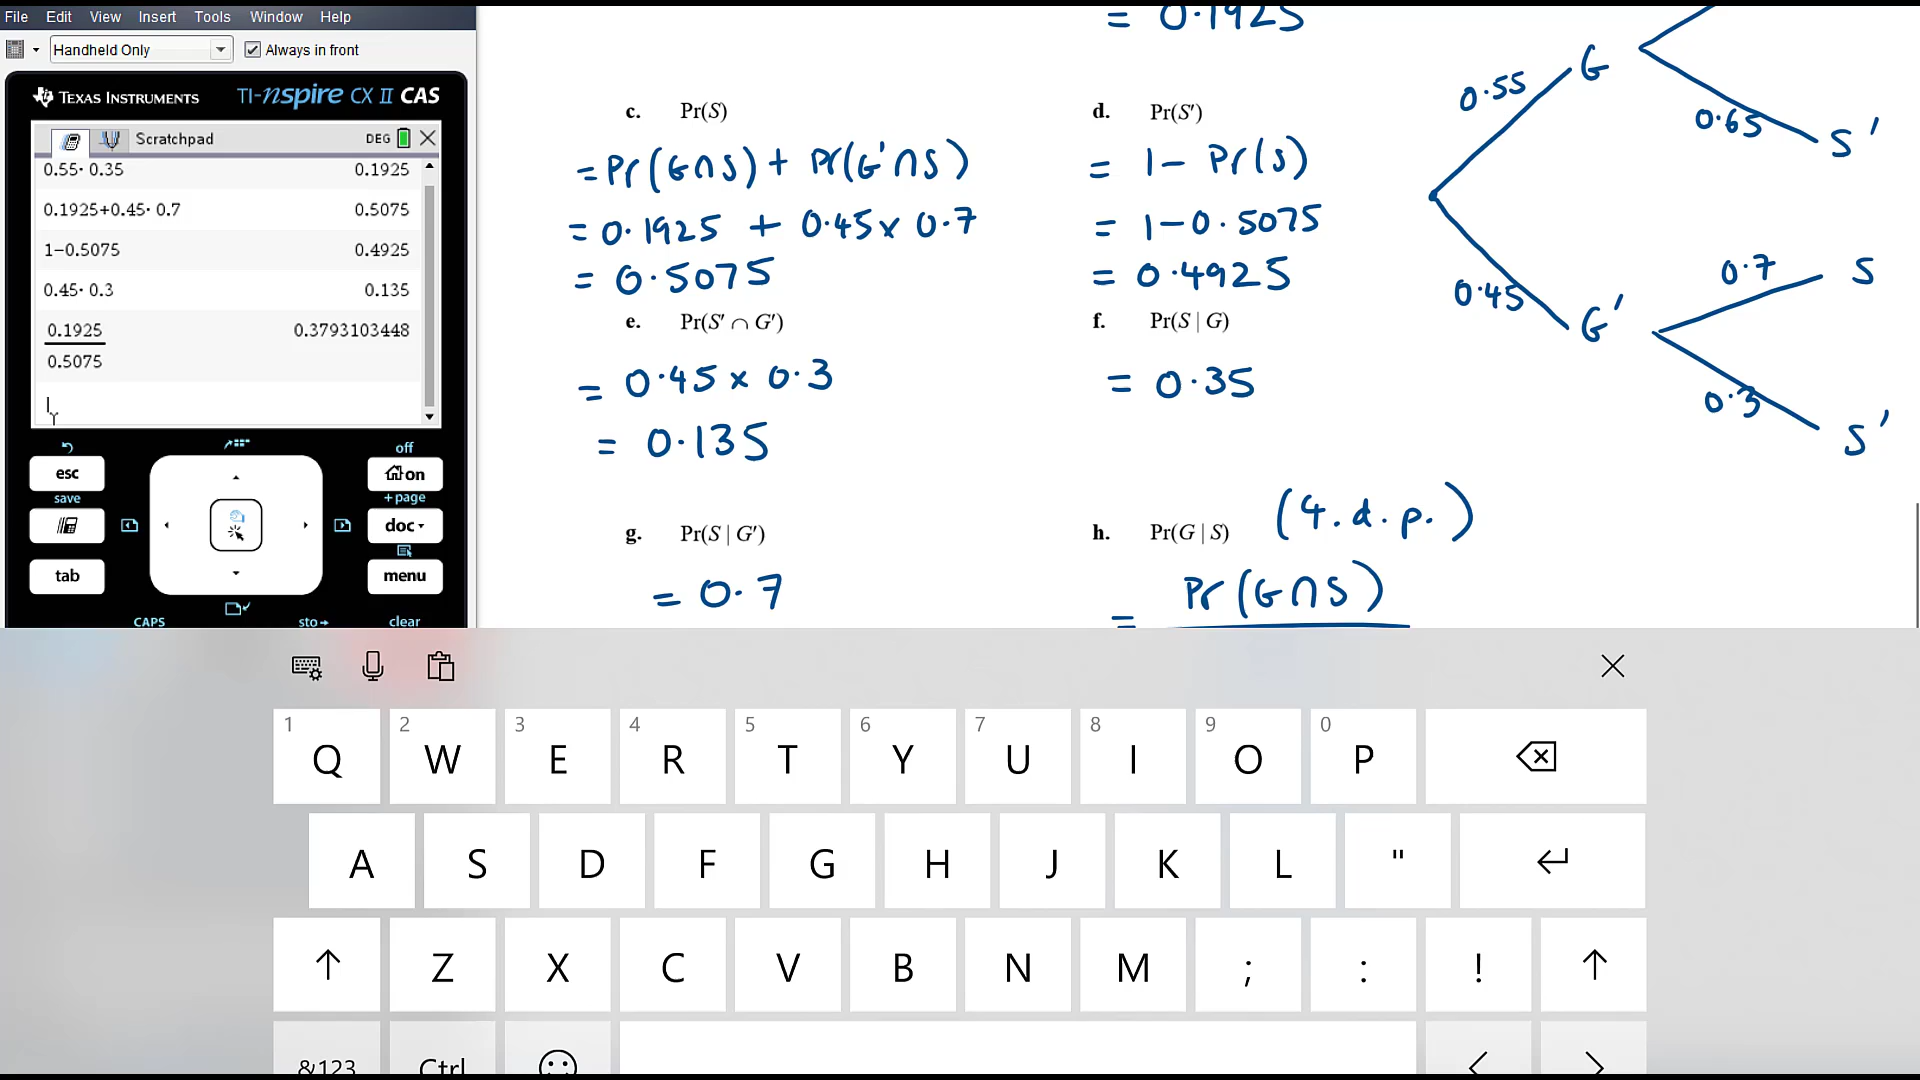 File Edit View Insert Tools Window Help
Handheld Only
Always in front
TEXAS INSTRUMENTS TI-nspire CX II CAS
Scratchpad DEG
0.55· 0.35 0.1925
0.1925+0.45· 0.7 0.5075
1−0.5075 0.4925
0.45· 0.3 0.135
0.1925 0.3793103448
0.5075
off
esc
on
save
+page
doc
tab
menu
CAPS sto→ clear
= 0.1925
c. Pr(S)
= Pr(G∩S) + Pr(G'∩S)
= 0.1925 + 0.45 × 0.7
= 0.5075
d. Pr(S′)
= 1 − Pr(S)
= 1−0.5075
= 0.4925
e. Pr(S′ ∩ G′)
= 0.45 × 0.3
= 0.135
f. Pr(S | G)
= 0.35
g. Pr(S | G′)
= 0.7
h. Pr(G | S) (4.d.p.)
= Pr(G∩S)
0.55 G
0.65 S'
0.45 G'
0.7 S
0.3 S'
1 2 3 4 5 6 7 8 9 0
Q W E R T Y U I O P
A S D F G H J K L "
Z X C V B N M ; : !
&123 Ctrl < >